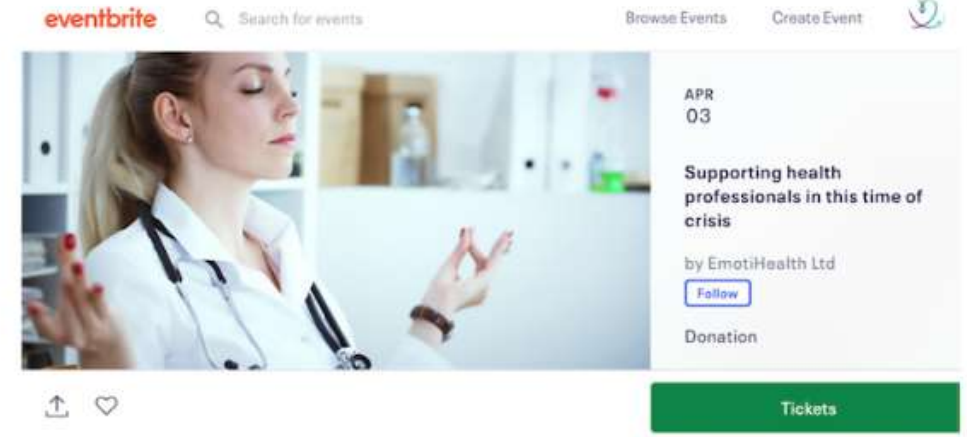 eventbrite
Search for events
Browse Events
Create Event
APR
03
Supporting health
professionals in this time of
crisis
by EmotiHealth Ltd
Follow
Donation
Tickets